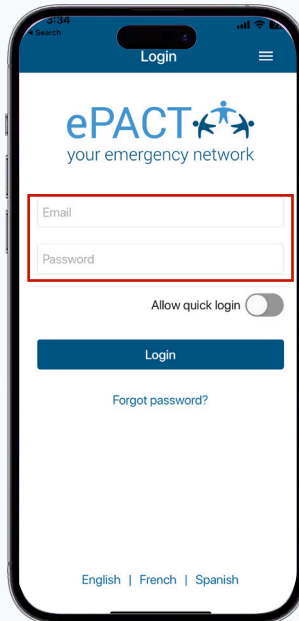 3:34
Search
Login
ePACT
your emergency network
Email
Password
Allow quick login
Login
Forgot password?
English | French | Spanish